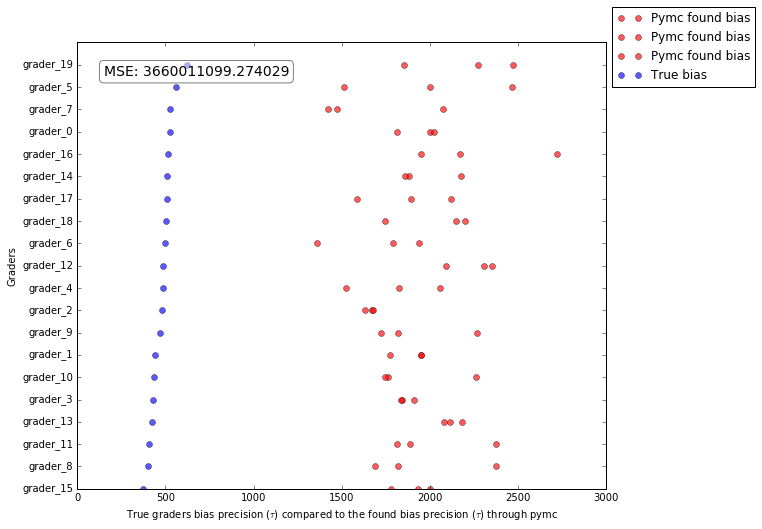 Pymc found bias
Pymc found bias
Pymc found bias
True bias
MSE: 3660011099.274029
Graders
grader_19
grader_5
grader_7
grader_0
grader_16
grader_14
grader_17
grader_18
grader_6
grader_12
grader_4
grader_2
grader_9
grader_1
grader_10
grader_3
grader_13
grader_11
grader_8
grader_15
0 500 1000 1500 2000 2500 3000
True graders bias precision (τ) compared to the found bias precision (τ) through pymc